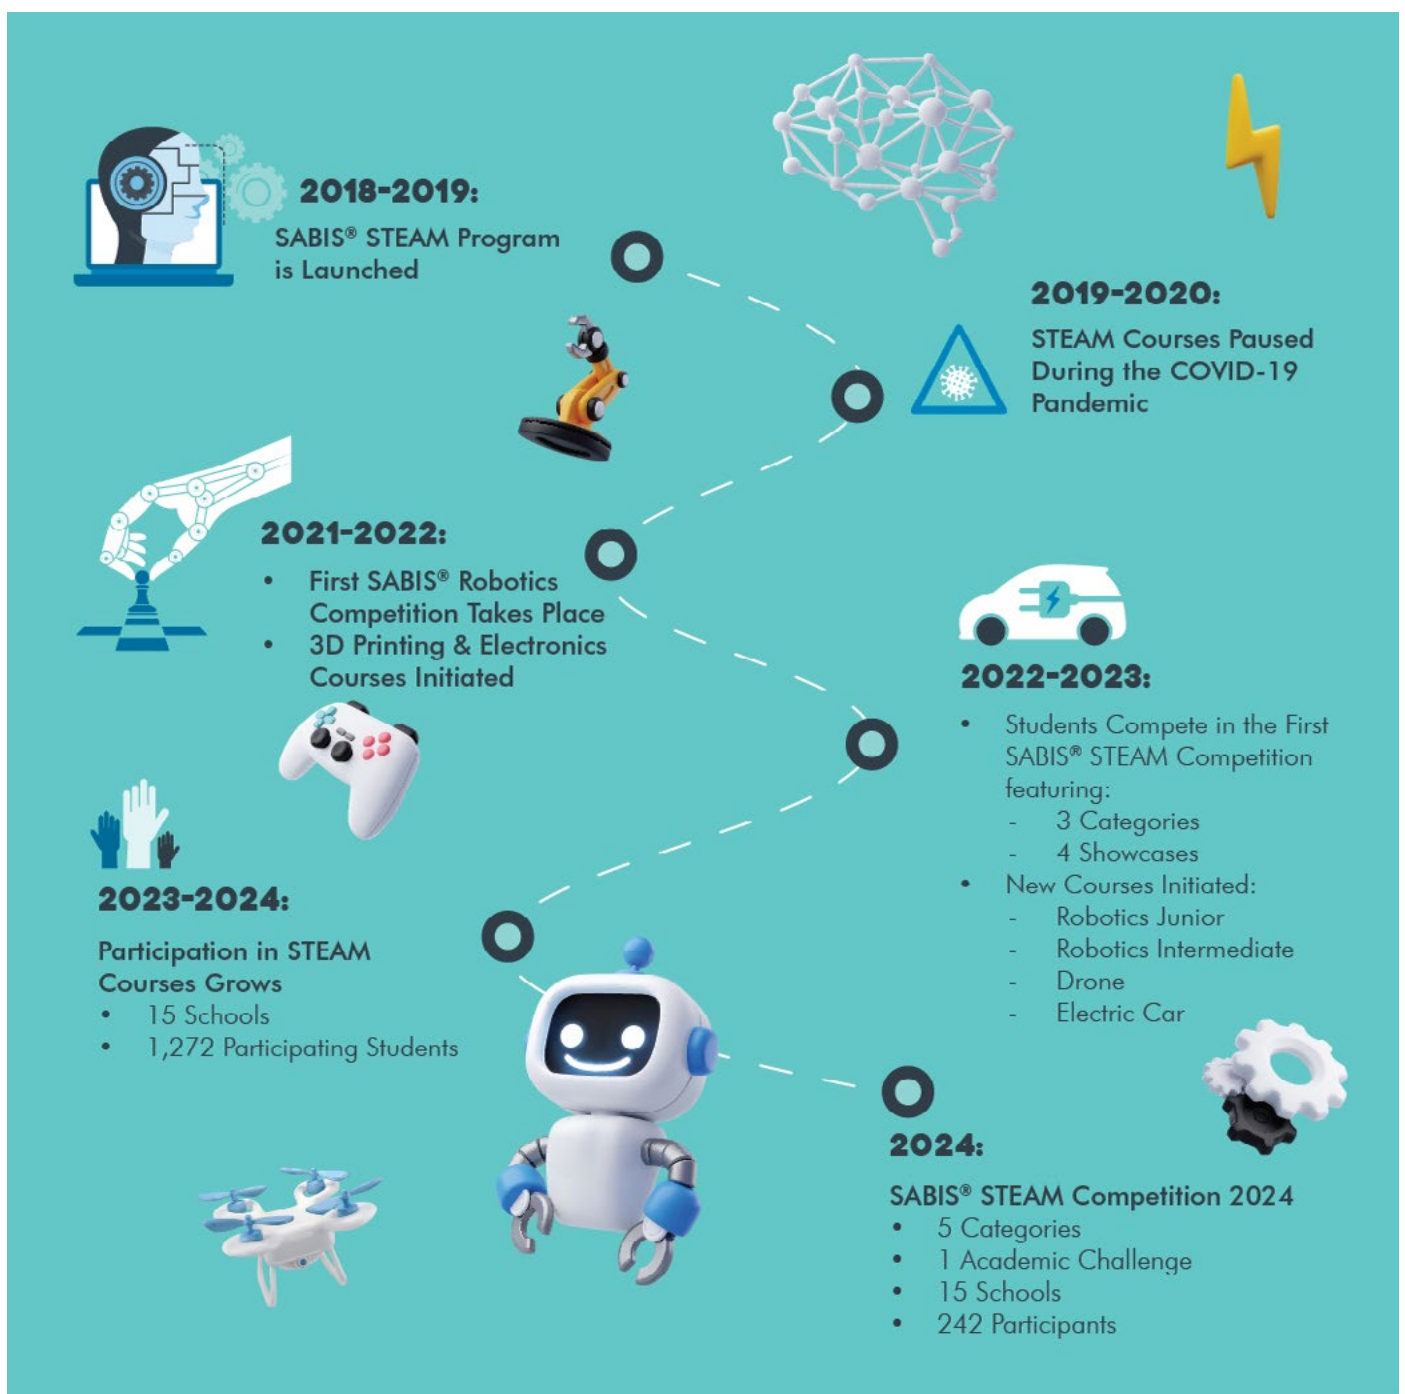 2018-2019:
SABIS® STEAM Program
is Launched
2019-2020:
STEAM Courses Paused
During the COVID-19
Pandemic
2021-2022:
• First SABIS® Robotics
Competition Takes Place
• 3D Printing & Electronics
Courses Initiated
2022-2023:
• Students Compete in the First
SABIS® STEAM Competition
featuring:
- 3 Categories
- 4 Showcases
• New Courses Initiated:
- Robotics Junior
- Robotics Intermediate
- Drone
- Electric Car
2023-2024:
Participation in STEAM
Courses Grows
• 15 Schools
• 1,272 Participating Students
2024:
SABIS® STEAM Competition 2024
• 5 Categories
• 1 Academic Challenge
• 15 Schools
• 242 Participants